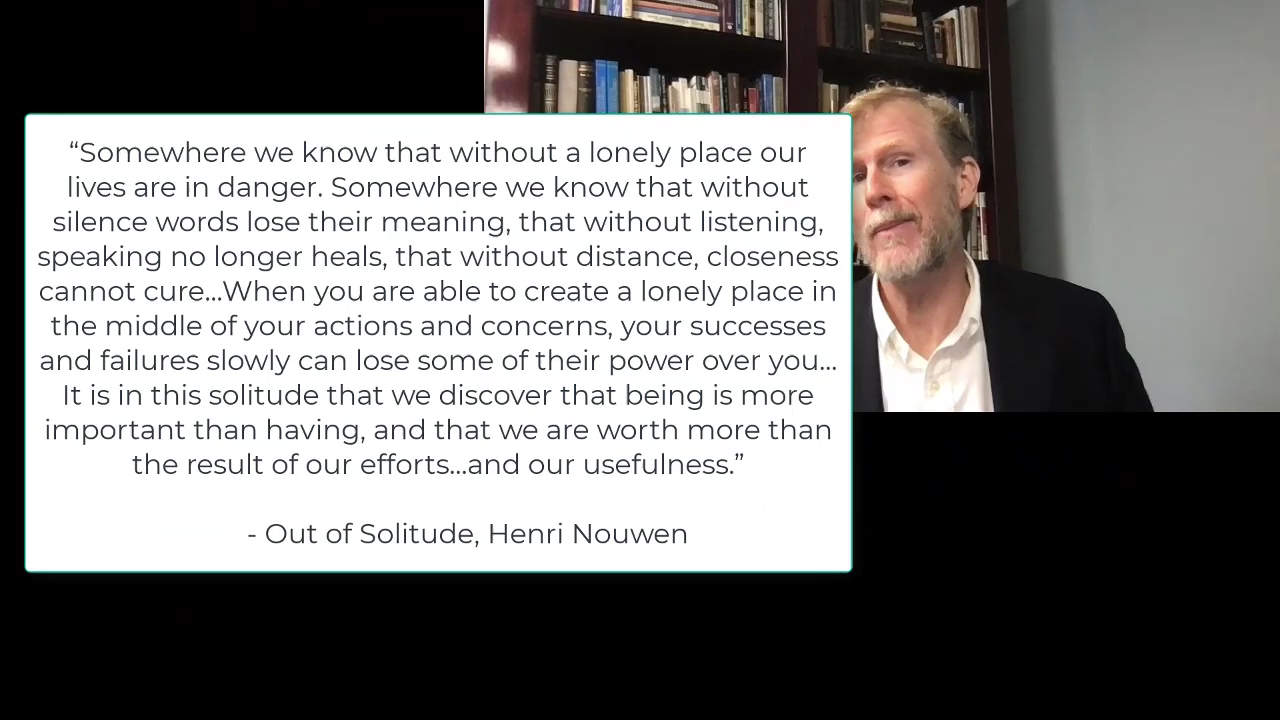 “Somewhere we know that without a lonely place our
lives are in danger. Somewhere we know that without
silence words lose their meaning, that without listening,
speaking no longer heals, that without distance, closeness
cannot cure...When you are able to create a lonely place in
the middle of your actions and concerns, your successes
and failures slowly can lose some of their power over you...
It is in this solitude that we discover that being is more
important than having, and that we are worth more than
the result of our efforts...and our usefulness.”
- Out of Solitude, Henri Nouwen